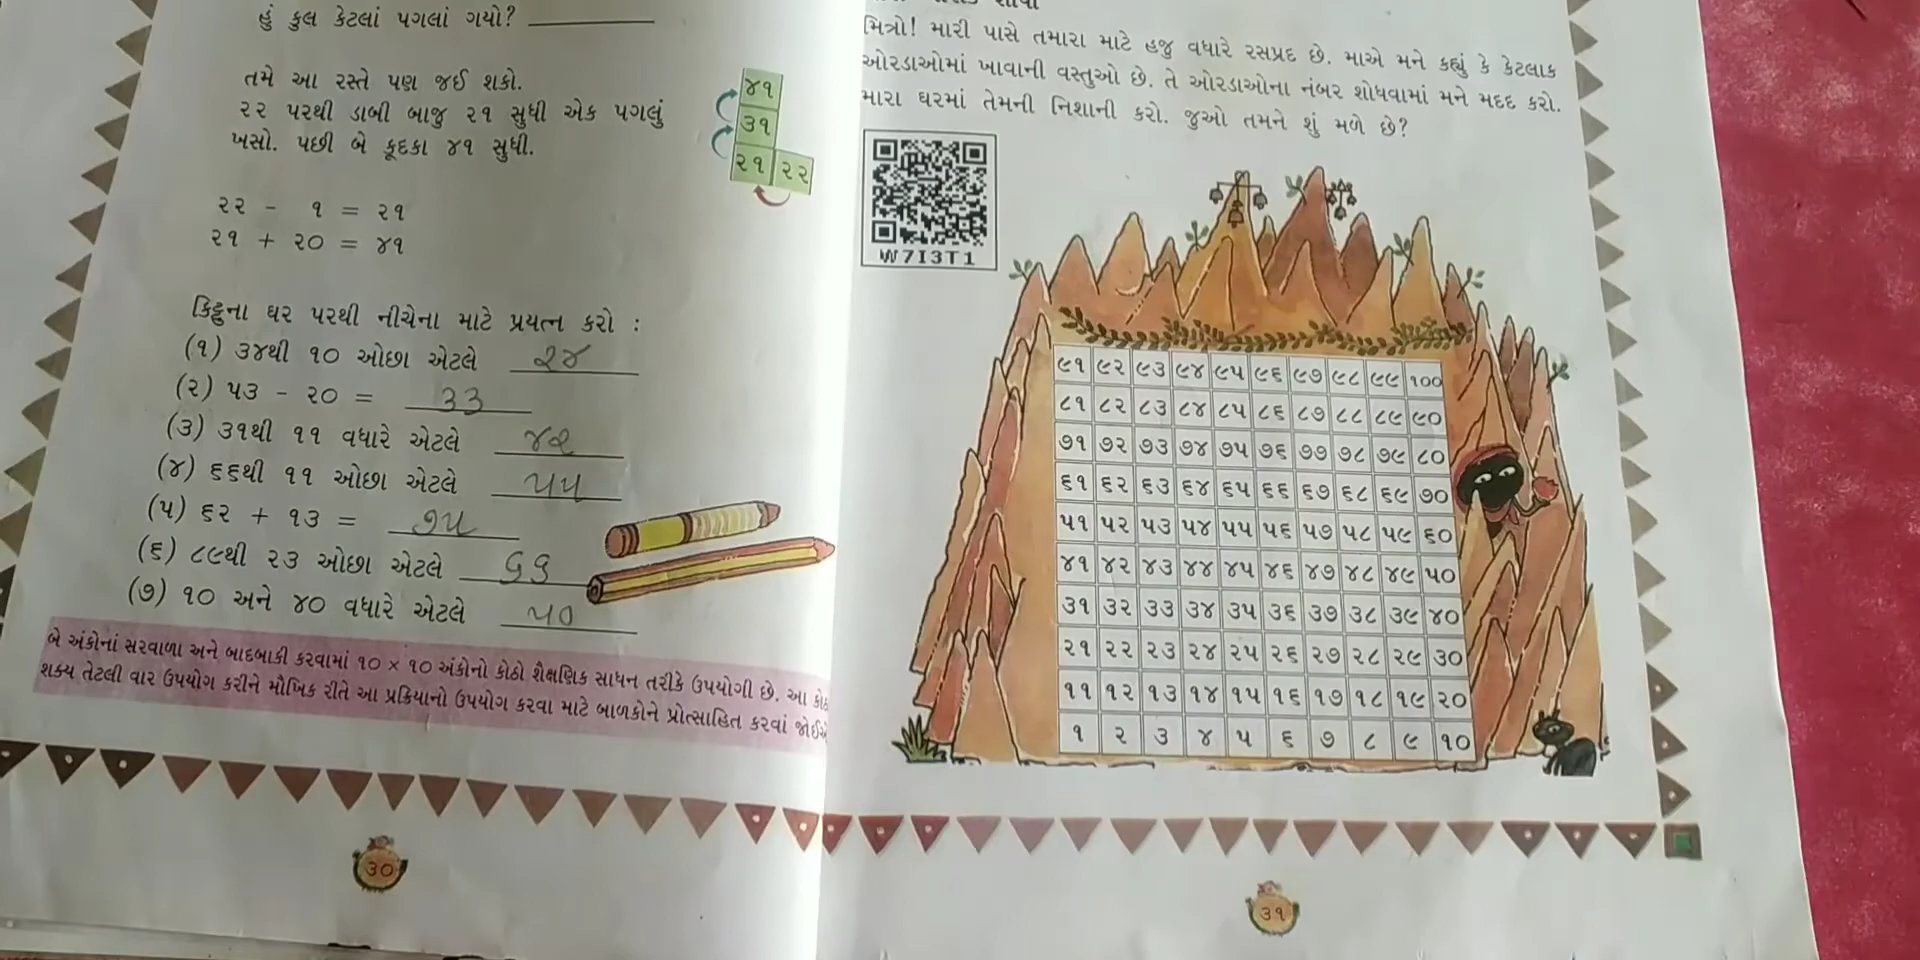 હું કુલ કેટલાં પગલાં ગયો?
તમે આ રસ્તે પણ જઈ શકો.
૨૨ પરથી ડાબી બાજુ ૨૧ સુધી એક પગલું
ખસો. પછી બે કૂદકા ૪૧ સુધી.
૪૧
૩૧
૨૧ ૨૨
૨૨ - ૧ = ૨૧
૨૧ + ૨૦ = ૪૧
કિટ્ટુના ઘર પરથી નીચેના માટે પ્રયત્ન કરો :
(૧) ૩૪થી ૧૦ ઓછા એટલે ૨૪
(૨) ૫૩ - ૨૦ = ૩૩
(૩) ૩૧થી ૧૧ વધારે એટલે ૪૨
(૪) ૬૬થી ૧૧ ઓછા એટલે ૫૫
(૫) ૬૨ + ૧૩ = ૭૫
(૬) ૮૯થી ૨૩ ઓછા એટલે
(૭) ૧૦ અને ૪૦ વધારે એટલે ૫૦
બે અંકોનાં સરવાળા અને બાદબાકી કરવામાં ૧૦ × ૧૦ અંકોનો કોઠો શૈક્ષણિક સાધન તરીકે ઉપયોગી છે. આ
શક્ય તેટલી વાર ઉપયોગ કરીને મૌખિક રીતે આ પ્રક્રિયાનો ઉપયોગ કરવા માટે બાળકોને પ્રોત્સાહિત કરવાં
૩૦
મિત્રો! મારી પાસે તમારા માટે હજુ વધારે રસપ્રદ છે. માએ મને કહ્યું કે કેટલાક
ઓરડાઓમાં ખાવાની વસ્તુઓ છે. તે ઓરડાઓના નંબર શોધવામાં મને મદદ કરો.
મારા ઘરમાં તેમની નિશાની કરો. જુઓ તમને શું મળે છે?
W7I3T1
૯૧ ૯૨ ૯૩ ૯૪ ૯૫ ૯૬ ૯૭ ૯૮ ૯૯ ૧૦૦
૮૧ ૮૨ ૮૩ ૮૪ ૮૫ ૮૬ ૮૭ ૮૮ ૮૯ ૯૦
૭૧ ૭૨ ૭૩ ૭૪ ૭૫ ૭૬ ૭૭ ૭૮ ૭૯ ૮૦
૬૧ ૬૨ ૬૩ ૬૪ ૬૫ ૬૬ ૬૭ ૬૮ ૬૯ ૭૦
૫૧ ૫૨ ૫૩ ૫૪ ૫૫ ૫૬ ૫૭ ૫૮ ૫૯ ૬૦
૪૧ ૪૨ ૪૩ ૪૪ ૪૫ ૪૬ ૪૭ ૪૮ ૪૯ ૫૦
૩૧ ૩૨ ૩૩ ૩૪ ૩૫ ૩૬ ૩૭ ૩૮ ૩૯ ૪૦
૨૧ ૨૨ ૨૩ ૨૪ ૨૫ ૨૬ ૨૭ ૨૮ ૨૯ ૩૦
૧૧ ૧૨ ૧૩ ૧૪ ૧૫ ૧૬ ૧૭ ૧૮ ૧૯ ૨૦
૧ ૨ ૩ ૪ ૫ ૬ ૭ ૮ ૯ ૧૦
૩૧